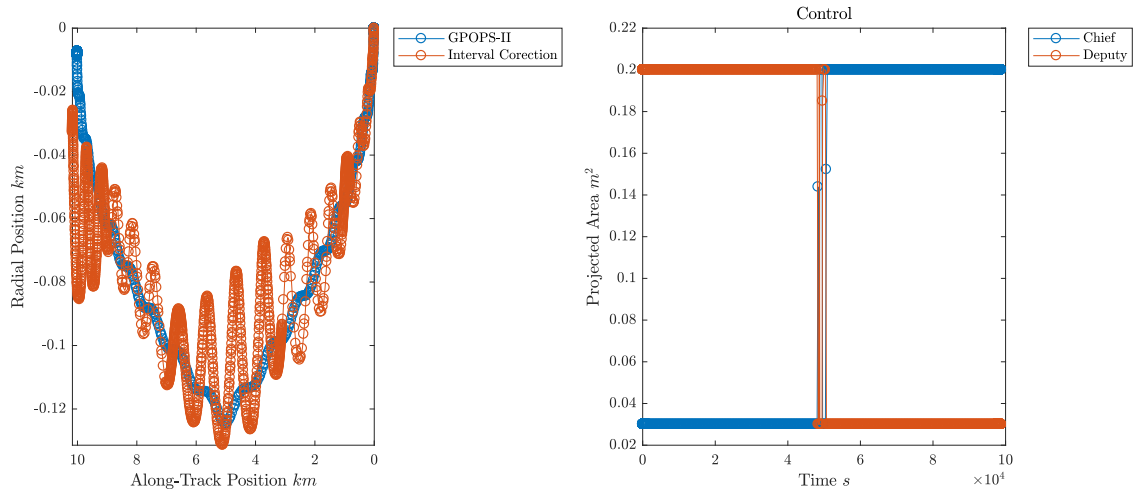 GPOPS-II
Interval Corection
0
-0.02
-0.04
-0.06
-0.08
-0.1
-0.12
Radial Position km
10 8 6 4 2 0
Along-Track Position km
Control
Chief
Deputy
0.22
0.2
0.18
0.16
0.14
0.12
0.1
0.08
0.06
0.04
0.02
Projected Area m²
0 2 4 6 8 10
×10⁴
Time s